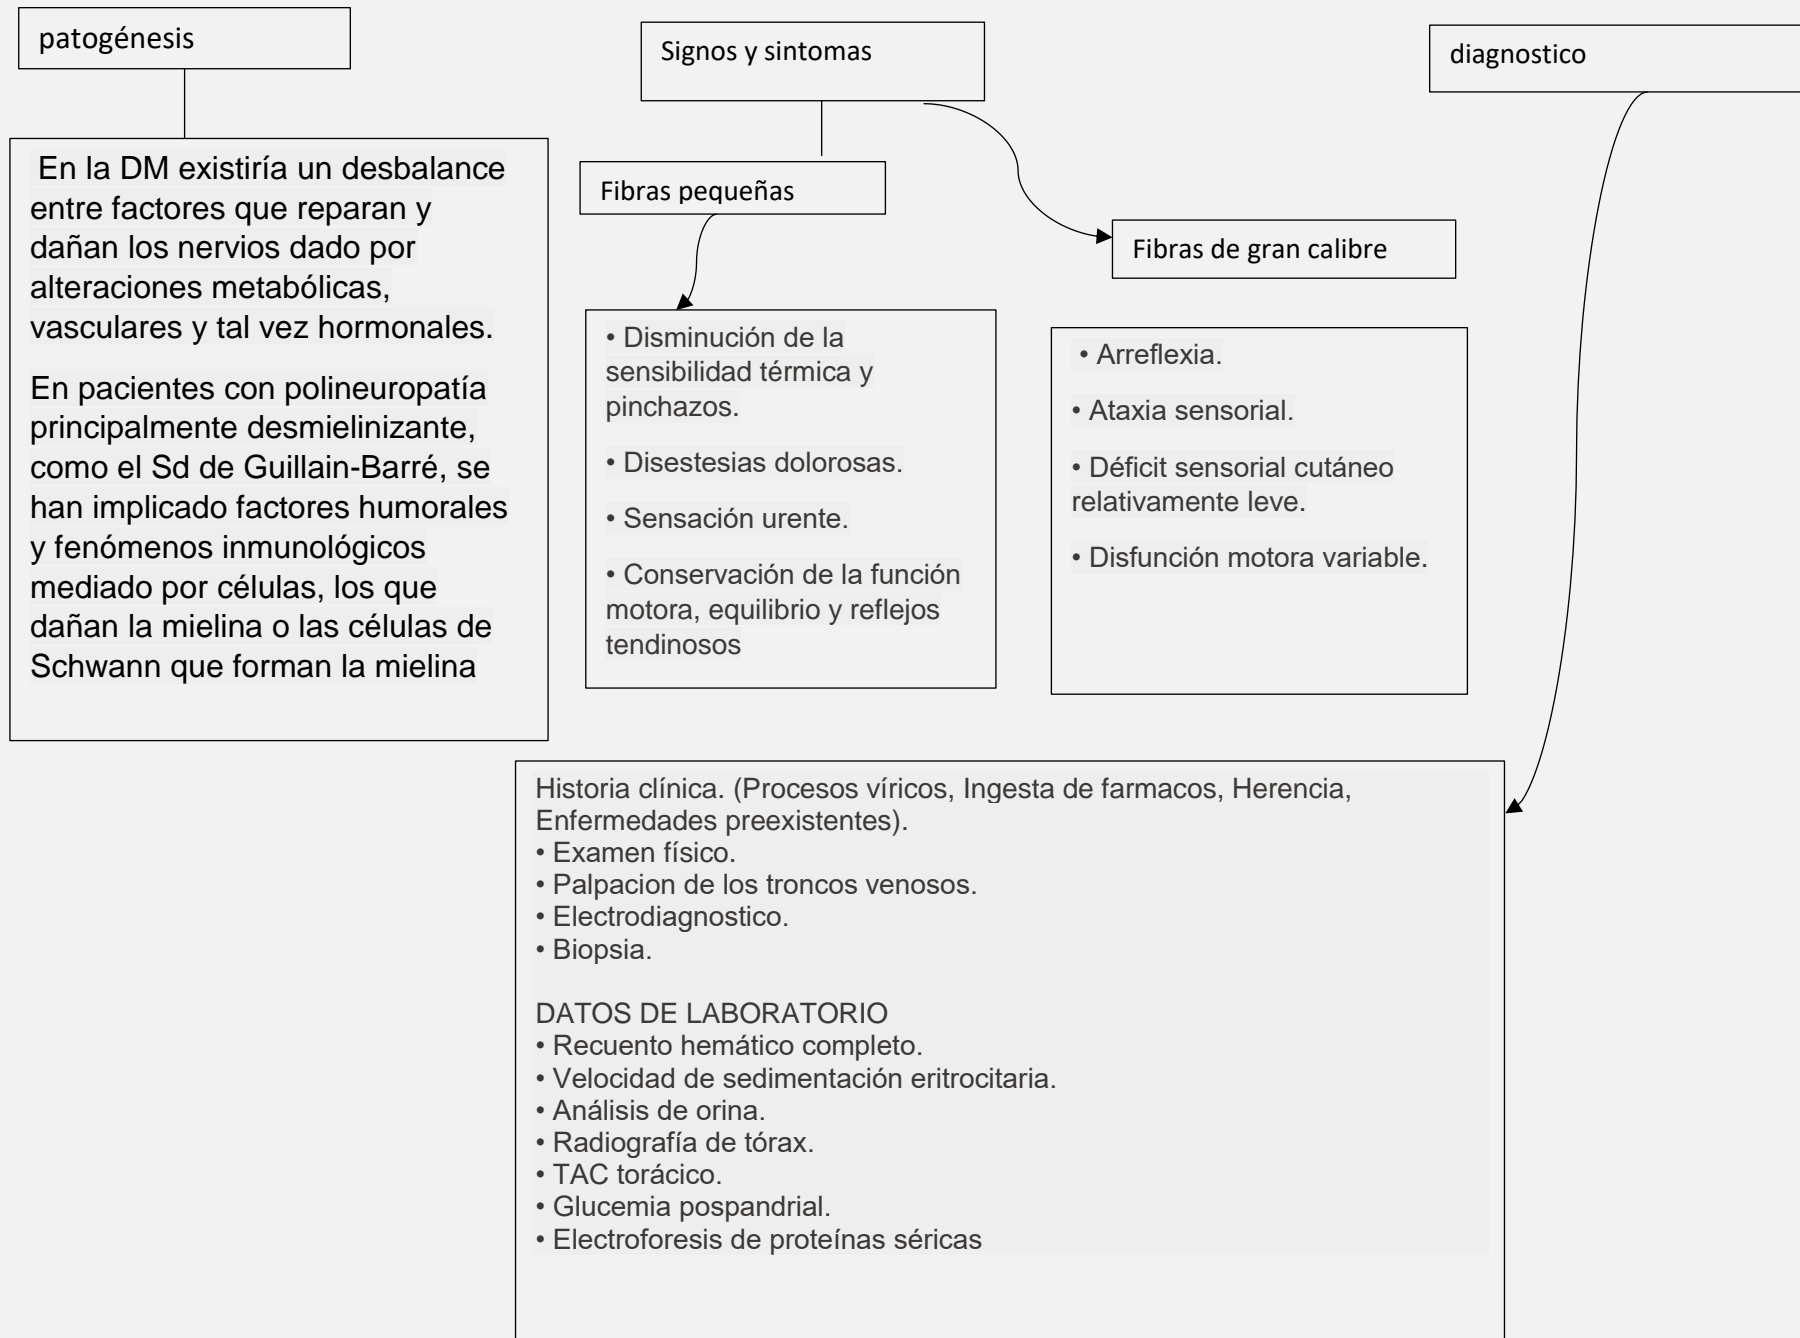 patogénesis
En la DM existiría un desbalance
entre factores que reparan y
dañan los nervios dado por
alteraciones metabólicas,
vasculares y tal vez hormonales.
En pacientes con polineuropatía
principalmente desmielinizante,
como el Sd de Guillain-Barré, se
han implicado factores humorales
y fenómenos inmunológicos
mediado por células, los que
dañan la mielina o las células de
Schwann que forman la mielina
Signos y sintomas
Fibras pequeñas
• Disminución de la
sensibilidad térmica y
pinchazos.
• Disestesias dolorosas.
• Sensación urente.
• Conservación de la función
motora, equilibrio y reflejos
tendinosos
Fibras de gran calibre
• Arreflexia.
• Ataxia sensorial.
• Déficit sensorial cutáneo
relativamente leve.
• Disfunción motora variable.
diagnostico
Historia clínica. (Procesos víricos, Ingesta de farmacos, Herencia,
Enfermedades preexistentes).
• Examen físico.
• Palpacion de los troncos venosos.
• Electrodiagnostico.
• Biopsia.
DATOS DE LABORATORIO
• Recuento hemático completo.
• Velocidad de sedimentación eritrocitaria.
• Análisis de orina.
• Radiografía de tórax.
• TAC torácico.
• Glucemia pospandrial.
• Electroforesis de proteínas séricas